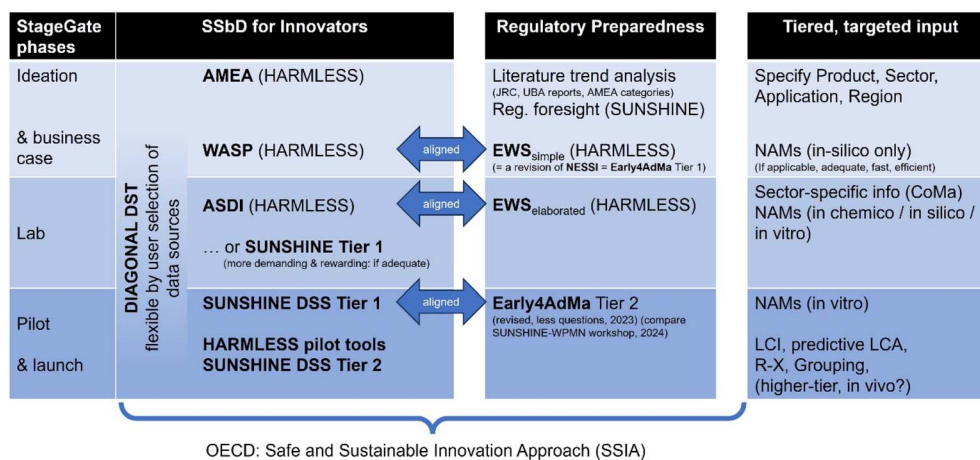 StageGate phases
SSbD for Innovators
Regulatory Preparedness
Tiered, targeted input
Ideation
& business case
DIAGONAL DST
flexible by user selection of
data sources
AMEA (HARMLESS)
WASP (HARMLESS)
aligned
Literature trend analysis
(JRC, UBA reports, AMEA categories)
Reg. foresight (SUNSHINE)
EWSsimple (HARMLESS)
(= a revision of NESSI = Early4AdMa Tier 1)
Specify Product, Sector,
Application, Region
NAMs (in-silico only)
(If applicable, adequate, fast, efficient)
Lab
ASDI (HARMLESS)
… or SUNSHINE Tier 1
(more demanding & rewarding: if adequate)
aligned
EWSelaborated (HARMLESS)
Sector-specific info (CoMa)
NAMs (in chemico / in silico /
in vitro)
Pilot
& launch
SUNSHINE DSS Tier 1
HARMLESS pilot tools
SUNSHINE DSS Tier 2
aligned
Early4AdMa Tier 2
(revised, less questions, 2023) (compare
SUNSHINE-WPMN workshop, 2024)
NAMs (in vitro)
LCI, predictive LCA,
R-X, Grouping,
(higher-tier, in vivo?)
OECD: Safe and Sustainable Innovation Approach (SSIA)